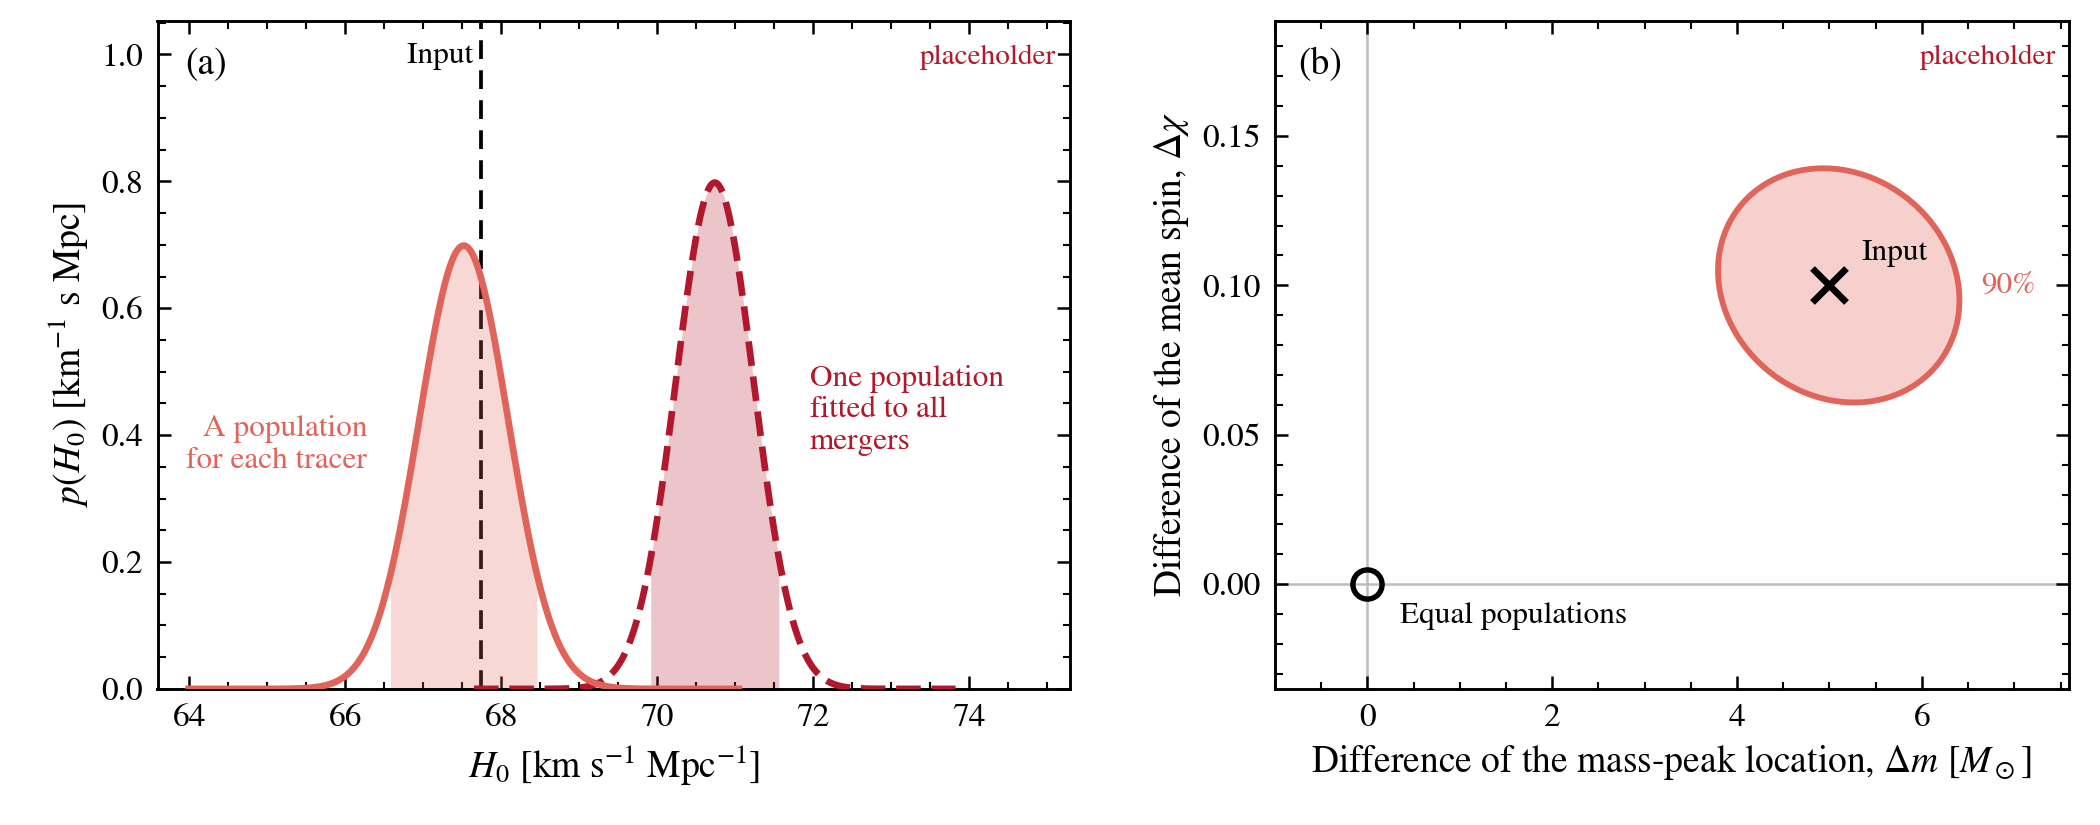 (a)
Input
placeholder
1.0
0.8
0.6
0.4
0.2
0.0
p(H₀) [km⁻¹ s Mpc]
A population
for each tracer
One population
fitted to all
mergers
64 66 68 70 72 74
H₀ [km s⁻¹ Mpc⁻¹]
(b)
placeholder
0.15
0.10
0.05
0.00
Difference of the mean spin, Δχ
Input
90%
Equal populations
0 2 4 6
Difference of the mass-peak location, Δm [M⊙]